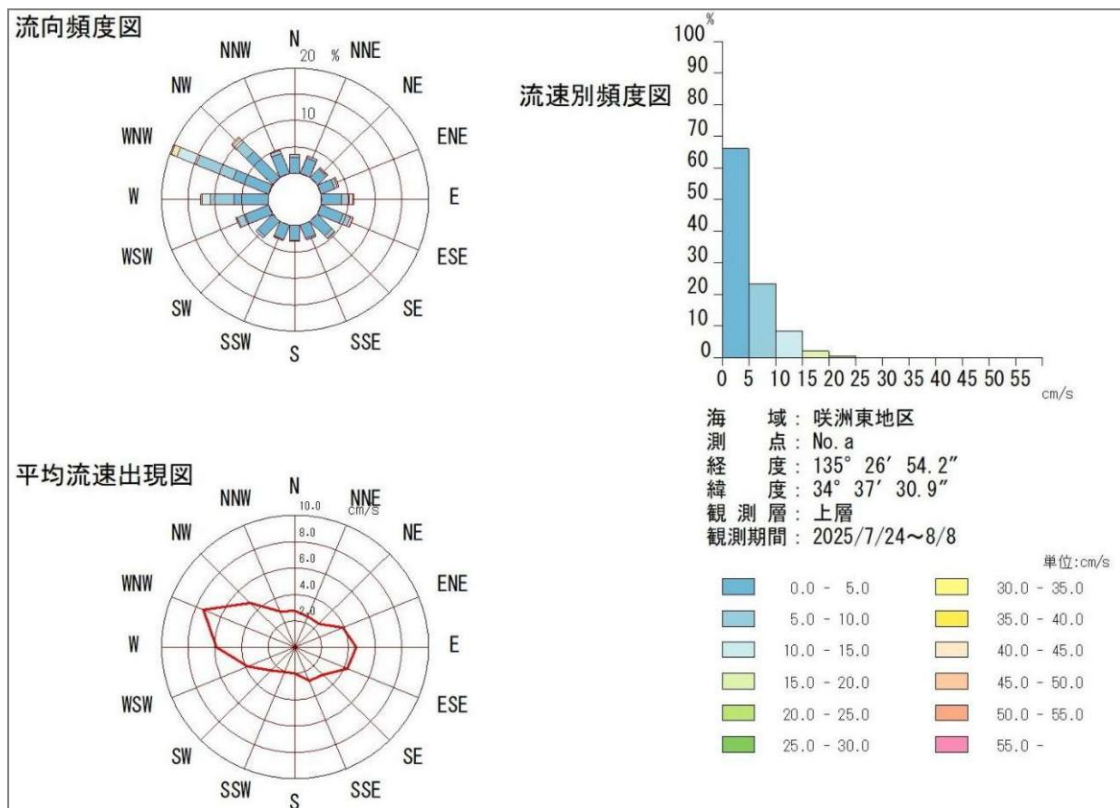 流向頻度図
N
20 %
10
NNE
NE
ENE
E
ESE
SE
SSE
S
SSW
SW
WSW
W
WNW
NW
NNW
流速別頻度図
%
100
90
80
70
60
50
40
30
20
10
0
0 5 10 15 20 25 30 35 40 45 50 55
cm/s
海域：咲洲東地区
測点：No.a
経度：135° 26′ 54.2″
緯度：34° 37′ 30.9″
観測層：上層
観測期間：2025/7/24～8/8
単位:cm/s
0.0 - 5.0
5.0 - 10.0
10.0 - 15.0
15.0 - 20.0
20.0 - 25.0
25.0 - 30.0
30.0 - 35.0
35.0 - 40.0
40.0 - 45.0
45.0 - 50.0
50.0 - 55.0
55.0 -
平均流速出現図
N
10.0
cm/s
8.0
6.0
4.0
2.0
NNE
NE
ENE
E
ESE
SE
SSE
S
SSW
SW
WSW
W
WNW
NW
NNW